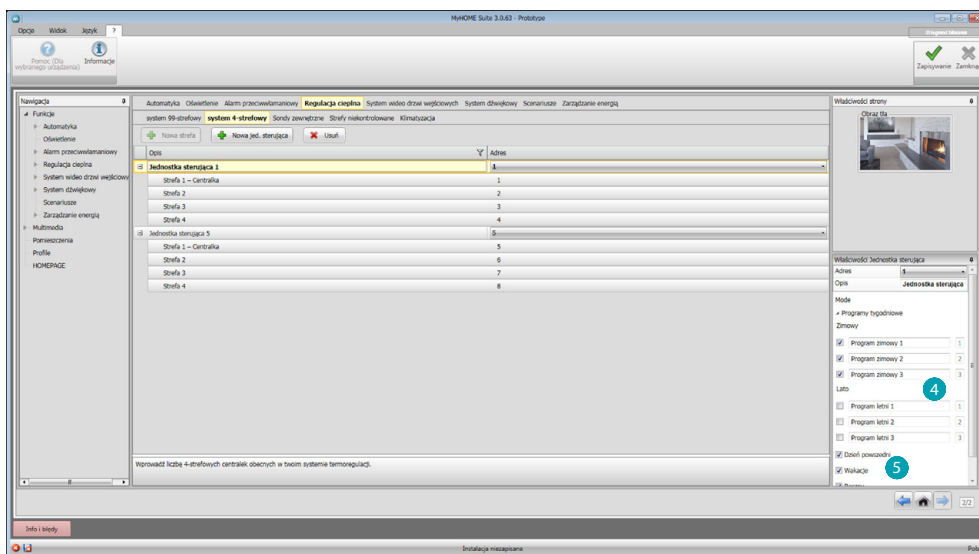 MyHOME Suite 3.0.63 - Prototype
Opcje Widok Język ?
Pomoc (Dla wybranego urządzenia) Informacje
Zapisywanie Zamkną
Nawigacja
Funkcje
Automatyka
Oświetlenie
Alarm przeciwwłamaniowy
Regulacja cieplna
System wideo drzwi wejściowy
System dźwiękowy
Scenariusze
Zarządzanie energią
Multimedia
Pomieszczenia
Profile
HOMEPAGE
Automatyka Oświetlenie Alarm przeciwwłamaniowy Regulacja cieplna System wideo drzwi wejściowych System dźwiękowy Scenariusze Zarządzanie energią
system 99-strefowy system 4-strefowy Sondy zewnętrzne Strefy niekontrolowane Klimatyzacja
Nowa strefa Nowa jed. sterująca Usuń
Opis Adres
Jednostka sterująca 1 1
Strefa 1 – Centralka 1
Strefa 2 2
Strefa 3 3
Strefa 4 4
Jednostka sterująca 5 5
Strefa 1 – Centralka 5
Strefa 2 6
Strefa 3 7
Strefa 4 8
Wprowadź liczbę 4-strefowych centralek obecnych w twoim systemie termoregulacji.
Właściwości strony
Obraz tła
Właściwości Jednostka sterująca
Adres 1
Opis Jednostka sterująca
Mode
Programy tygodniowe
Zimowy
Program zimowy 1 1
Program zimowy 2 2
Program zimowy 3 3
Lato 4
Program letni 1 1
Program letni 2 2
Program letni 3 3
Dzień powszedni
Wakacje 5
2/2
Info i błędy
Instalacja niezapisana